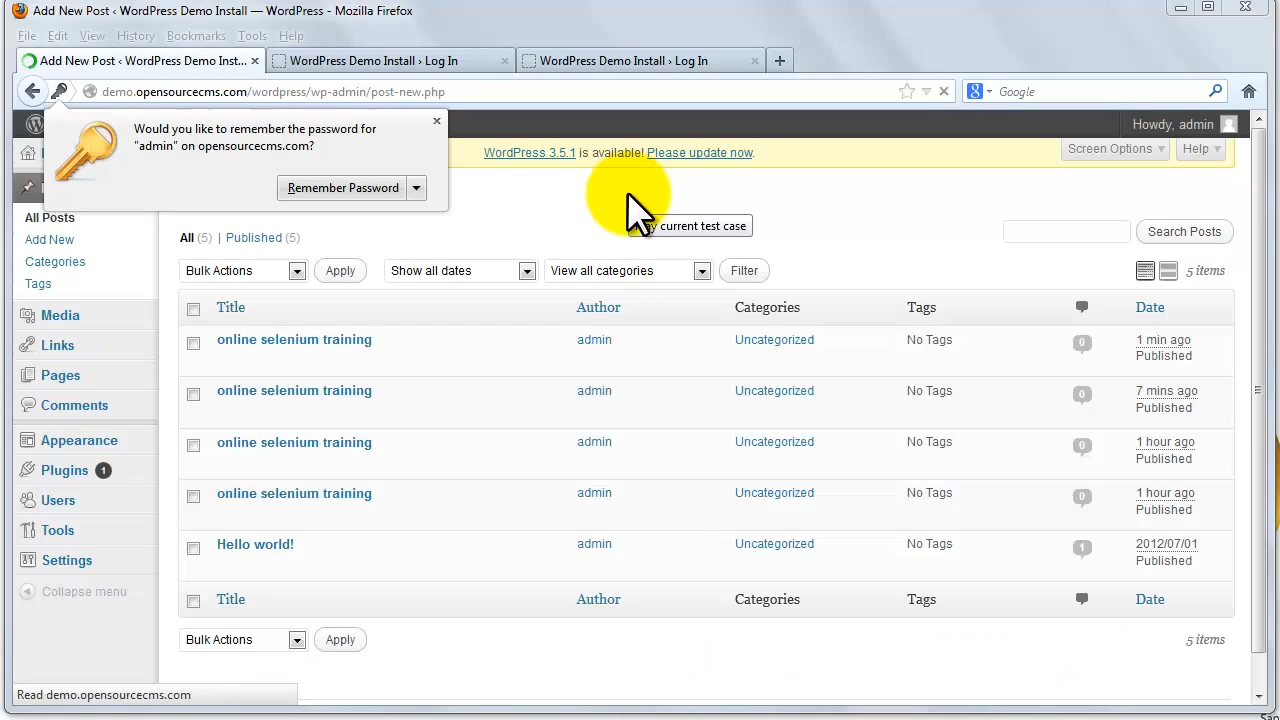 Add New Post ‹ WordPress Demo Install — WordPress - Mozilla Firefox
File Edit View History Bookmarks Tools Help
Add New Post ‹ WordPress Demo Inst... × WordPress Demo Install › Log In × WordPress Demo Install › Log In × +
demo.opensourcecms.com/wordpress/wp-admin/post-new.php Google
Howdy, admin
Would you like to remember the password for
"admin" on opensourcecms.com?
Remember Password
WordPress 3.5.1 is available! Please update now.
Screen Options Help
All Posts
Add New
Categories
Tags
Media
Links
Pages
Comments
Appearance
Plugins 1
Users
Tools
Settings
Collapse menu
current test case
All (5) | Published (5)
Search Posts
Bulk Actions Apply Show all dates View all categories Filter 5 items
Title Author Categories Tags Date
online selenium training admin Uncategorized No Tags 0 1 min ago
Published
online selenium training admin Uncategorized No Tags 0 7 mins ago
Published
online selenium training admin Uncategorized No Tags 0 1 hour ago
Published
online selenium training admin Uncategorized No Tags 0 1 hour ago
Published
Hello world! admin Uncategorized No Tags 1 2012/07/01
Published
Title Author Categories Tags Date
Bulk Actions Apply 5 items
Read demo.opensourcecms.com